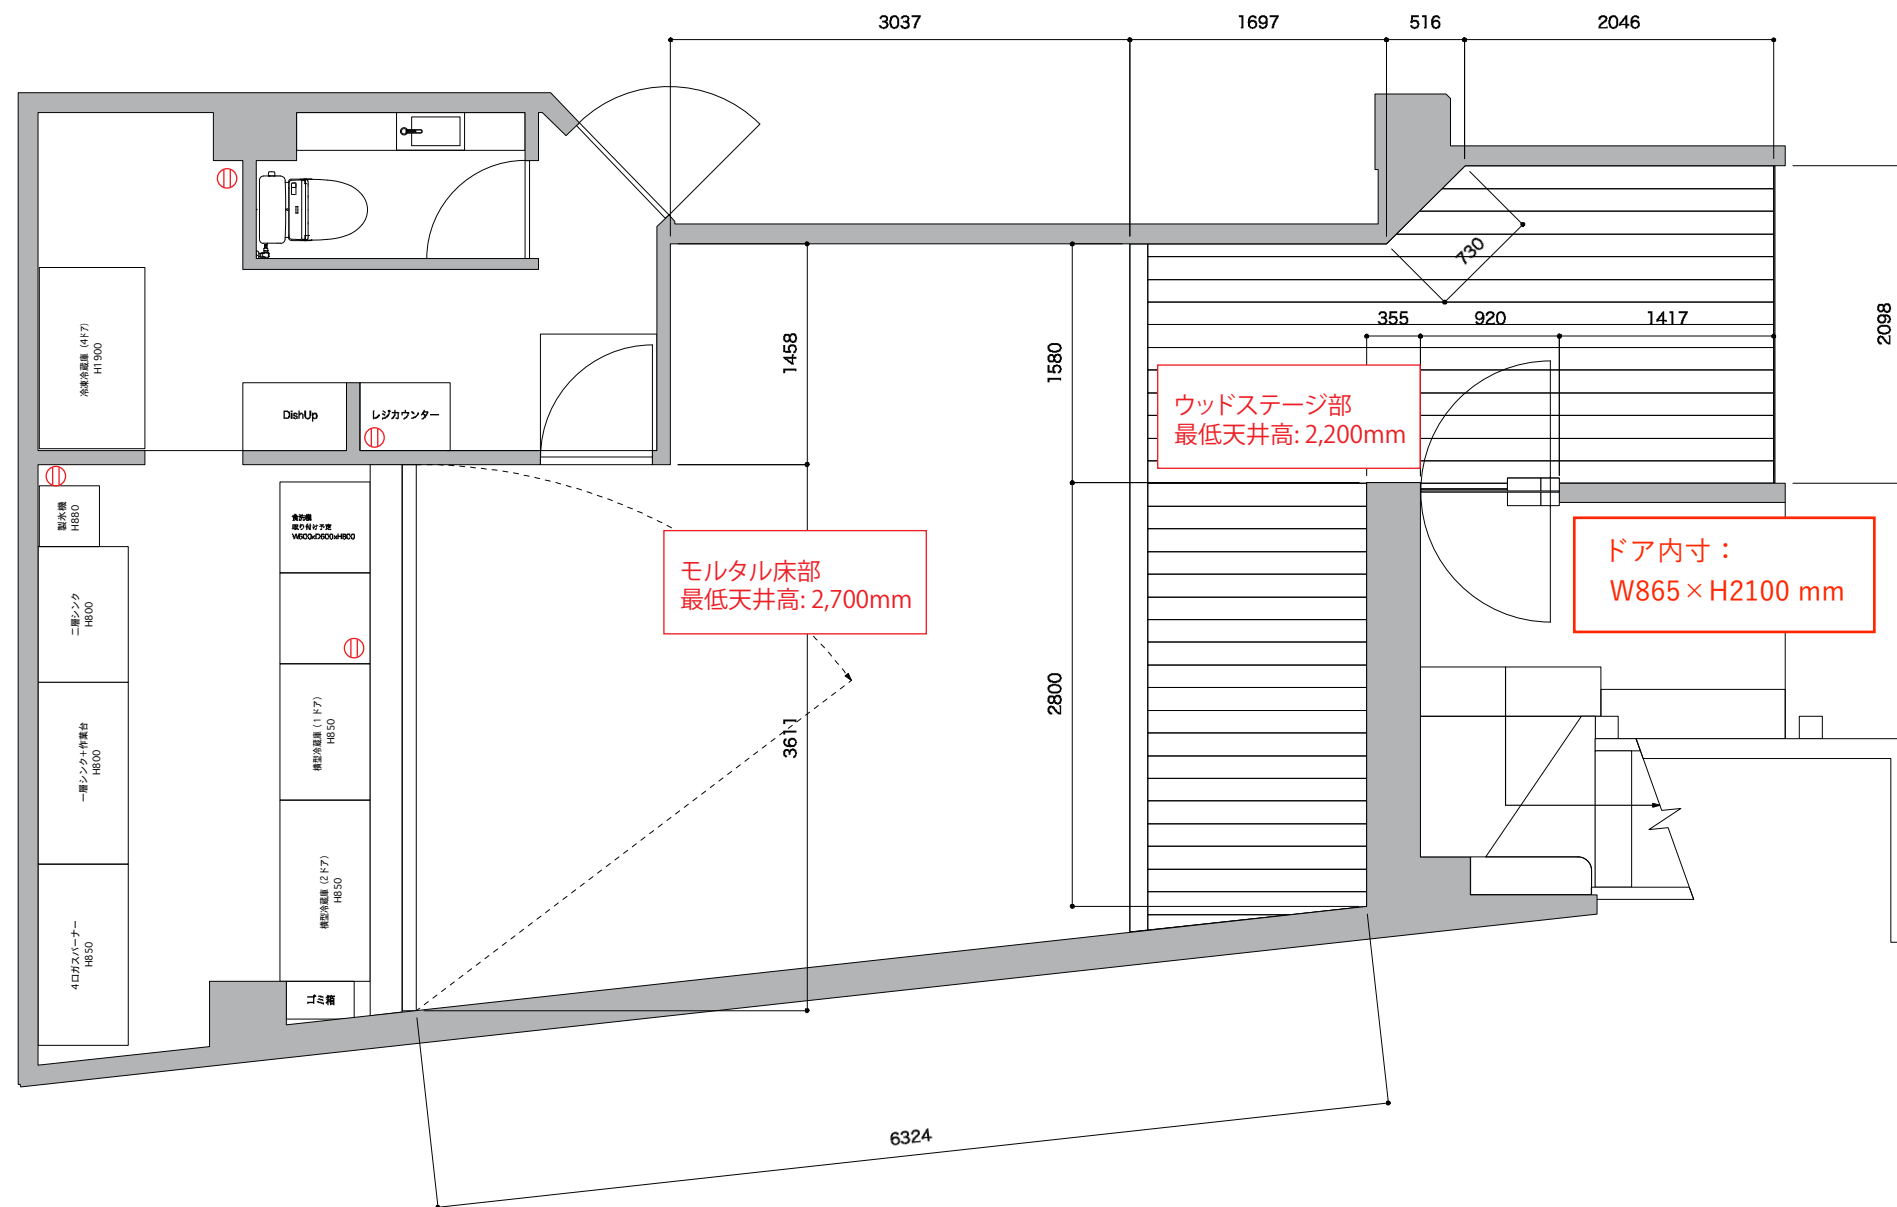 3037
1697
516
2046
730
355
920
1417
2098
1458
1580
冷凍冷蔵庫 (4ドア)
H1900
DishUp
レジカウンター
ウッドステージ部
最低天井高: 2,200mm
製氷機
H880
食洗機
取り付け予定
W600xD600xH800
モルタル床部
最低天井高: 2,700mm
ドア内寸：
W865×H2100 mm
二層シンク
H800
一層シンク+作業台
H800
横型冷蔵庫 (1ドア)
H850
3611
2800
横型冷蔵庫 (2ドア)
H850
4口ガスバーナー
H850
ゴミ箱
6324